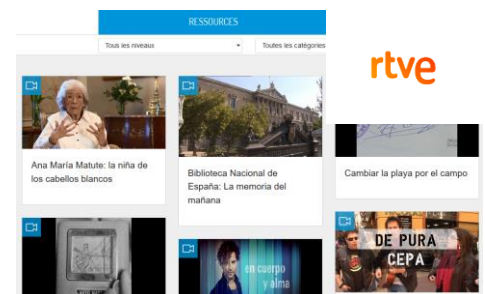 RESSOURCES
Tous les niveaux
Toutes les catégories
rtve
Ana María Matute: la niña de
los cabellos blancos
Biblioteca Nacional de
España: La memoria del
mañana
Cambiar la playa por el campo
en cuerpo
y alma
DE PURA
CEPA